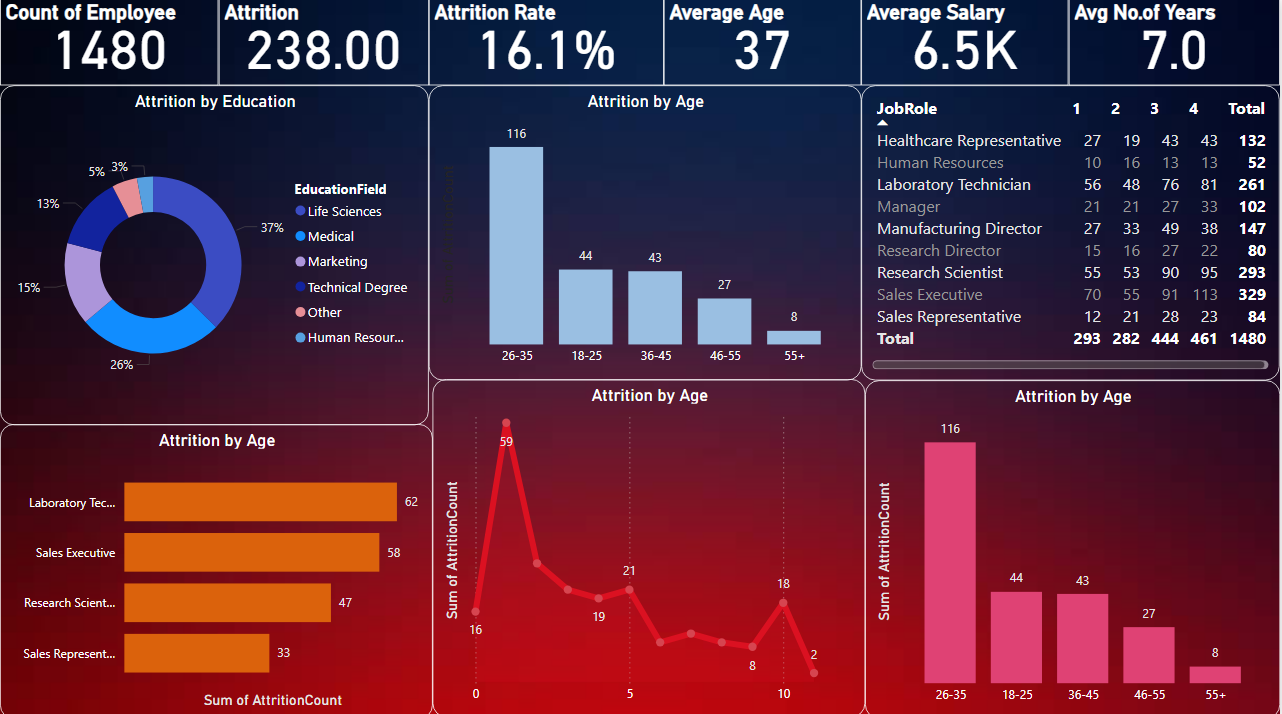 Count of Employee
1480
Attrition
238.00
Attrition Rate
16.1%
Average Age
37
Average Salary
6.5K
Avg No.of Years
7.0
Attrition by Education
3%
5%
13%
37%
15%
26%
EducationField
Life Sciences
Medical
Marketing
Technical Degree
Other
Human Resour...
Attrition by Age
116
44
43
27
8
26-35 18-25 36-45 46-55 55+
JobRole 1 2 3 4 Total
Healthcare Representative 27 19 43 43 132
Human Resources 10 16 13 13 52
Laboratory Technician 56 48 76 81 261
Manager 21 21 27 33 102
Manufacturing Director 27 33 49 38 147
Research Director 15 16 27 22 80
Research Scientist 55 53 90 95 293
Sales Executive 70 55 91 113 329
Sales Representative 12 21 28 23 84
Total 293 282 444 461 1480
Attrition by Age
Laboratory Tec... 62
Sales Executive 58
Research Scient... 47
Sales Represent... 33
Sum of AttritionCount
Attrition by Age
Sum of AttritionCount
16
59
19
21
8
18
2
0 5 10
Attrition by Age
Sum of AttritionCount
116
44
43
27
8
26-35 18-25 36-45 46-55 55+